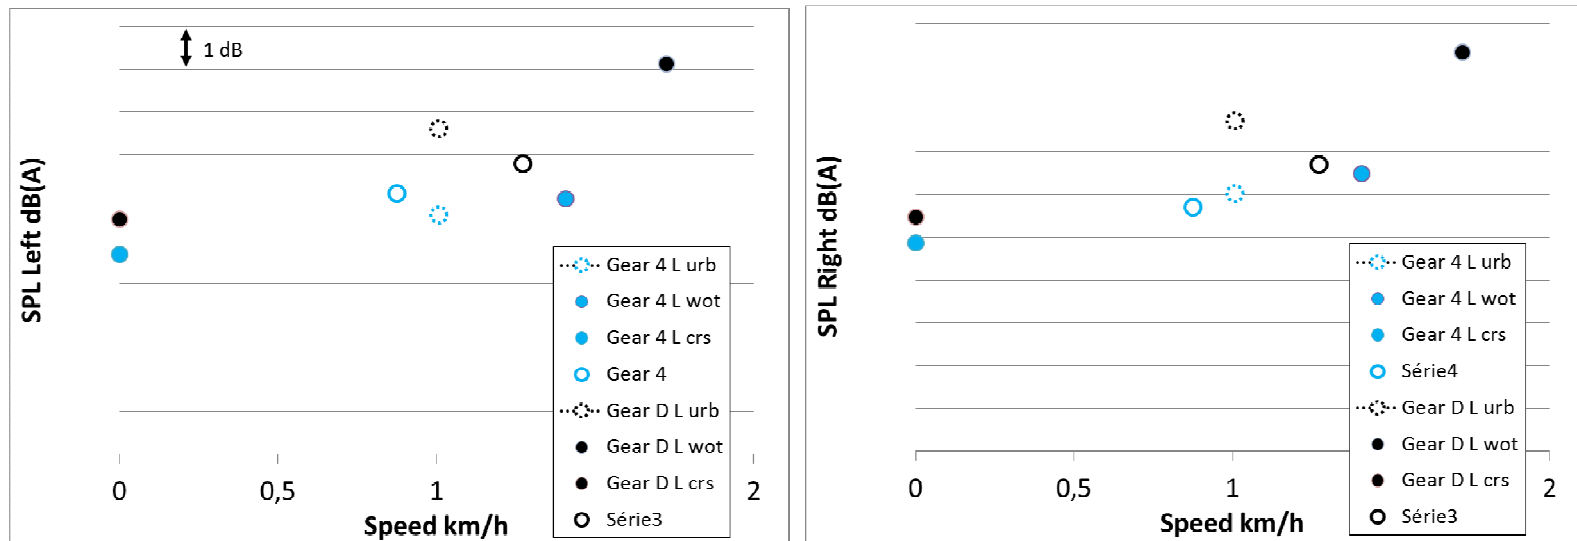 1 dB
SPL Left dB(A)
Gear 4 L urb
Gear 4 L wot
Gear 4 L crs
Gear 4
Gear D L urb
Gear D L wot
Gear D L crs
Série3
0
0,5
1
2
Speed km/h
SPL Right dB(A)
Gear 4 L urb
Gear 4 L wot
Gear 4 L crs
Série4
Gear D L urb
Gear D L wot
Gear D L crs
Série3
0
0,5
1
2
Speed km/h